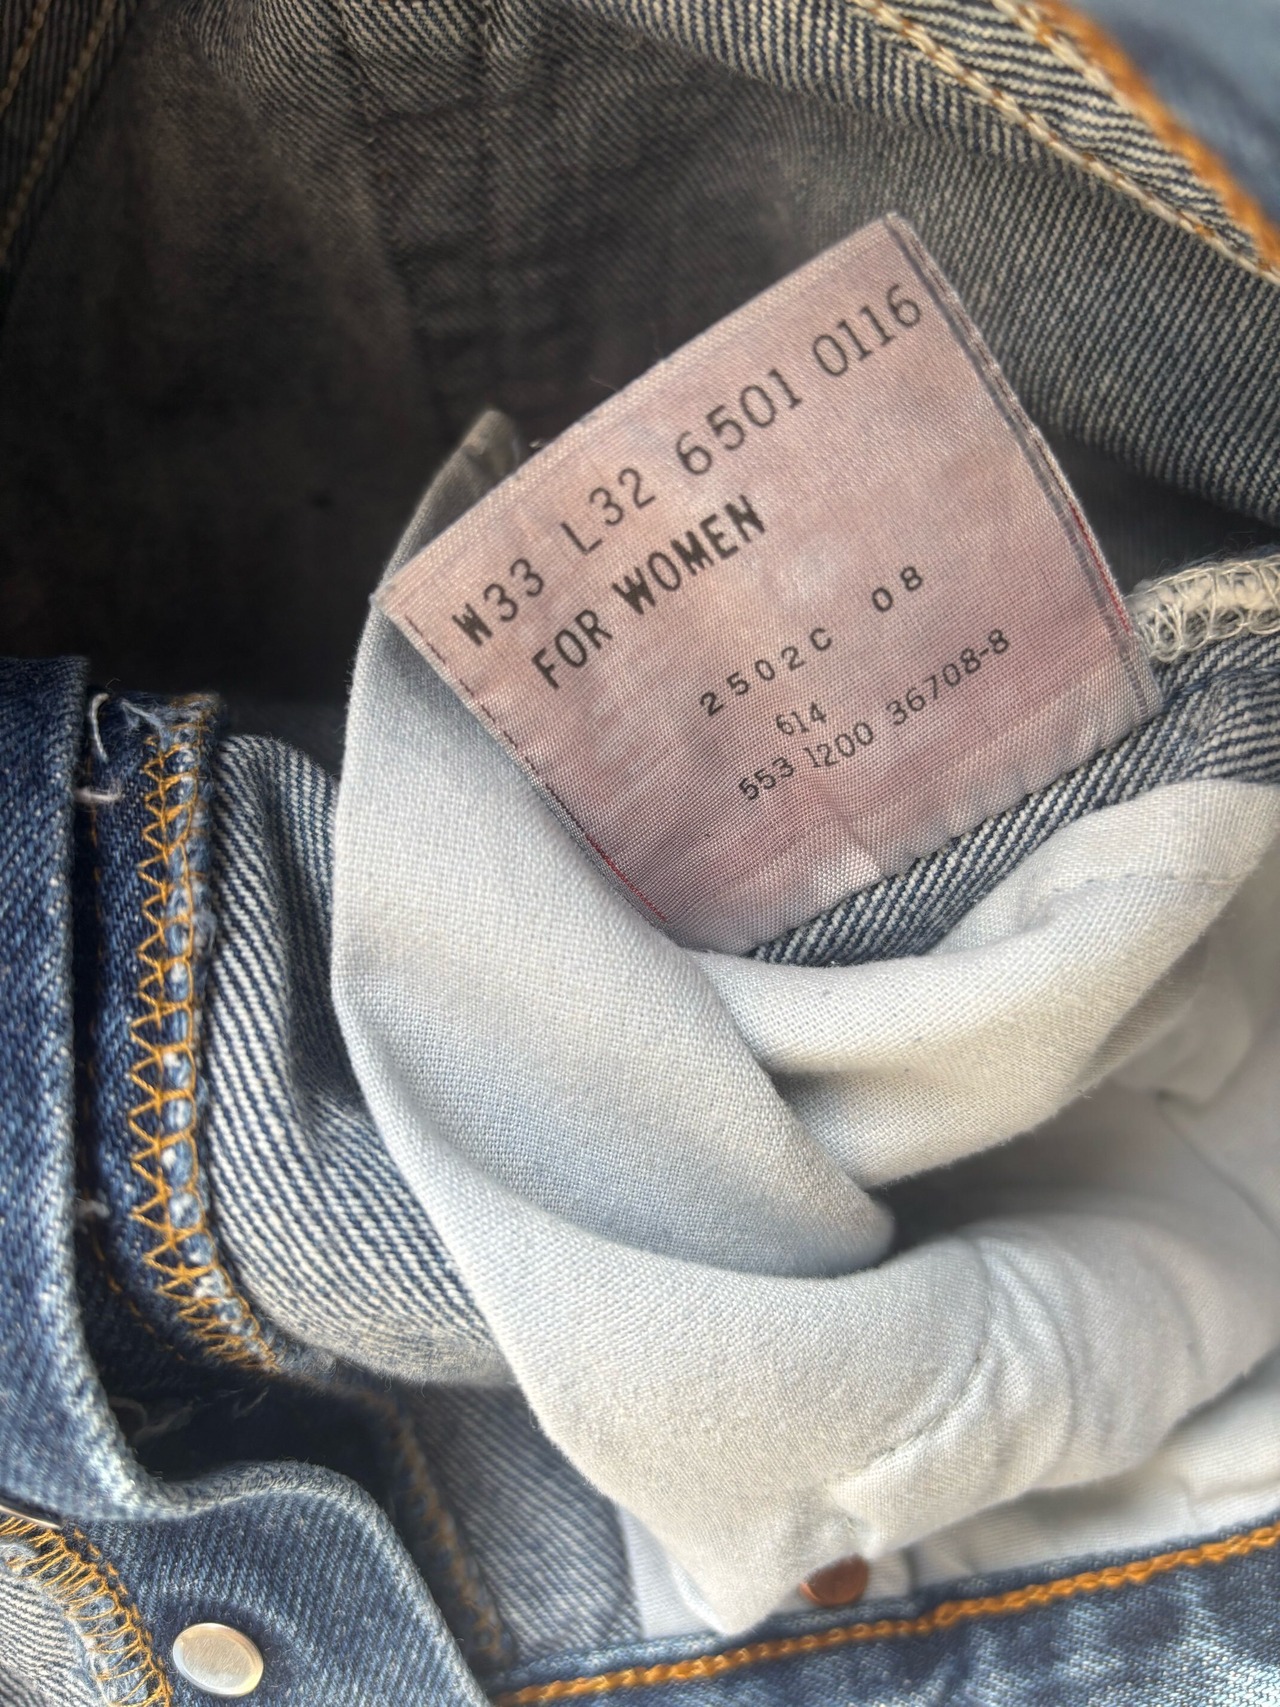 W33 L32 6501 0116
FOR WOMEN
2502C 08
614
553 1200 36708-8